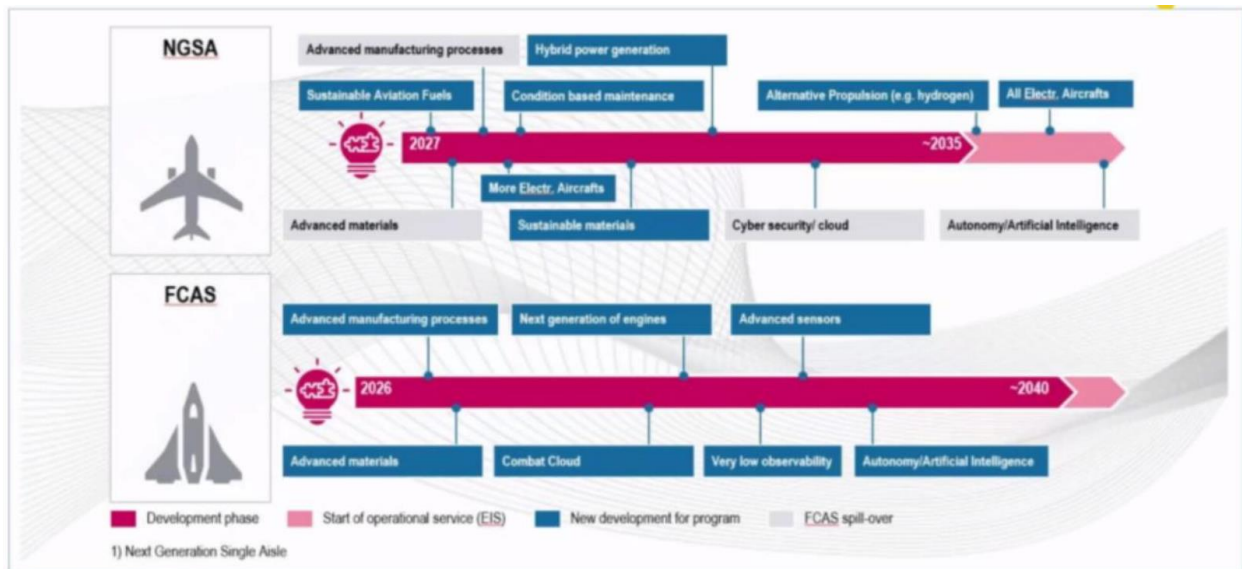 NGSA
Advanced manufacturing processes
Hybrid power generation
Sustainable Aviation Fuels
Condition based maintenance
Alternative Propulsion (e.g. hydrogen)
All Electr. Aircrafts
2027
~2035
More Electr. Aircrafts
Advanced materials
Sustainable materials
Cyber security/ cloud
Autonomy/Artificial Intelligence
FCAS
Advanced manufacturing processes
Next generation of engines
Advanced sensors
2026
~2040
Advanced materials
Combat Cloud
Very low observability
Autonomy/Artificial Intelligence
Development phase
Start of operational service (EIS)
New development for program
FCAS spill-over
1) Next Generation Single Aisle